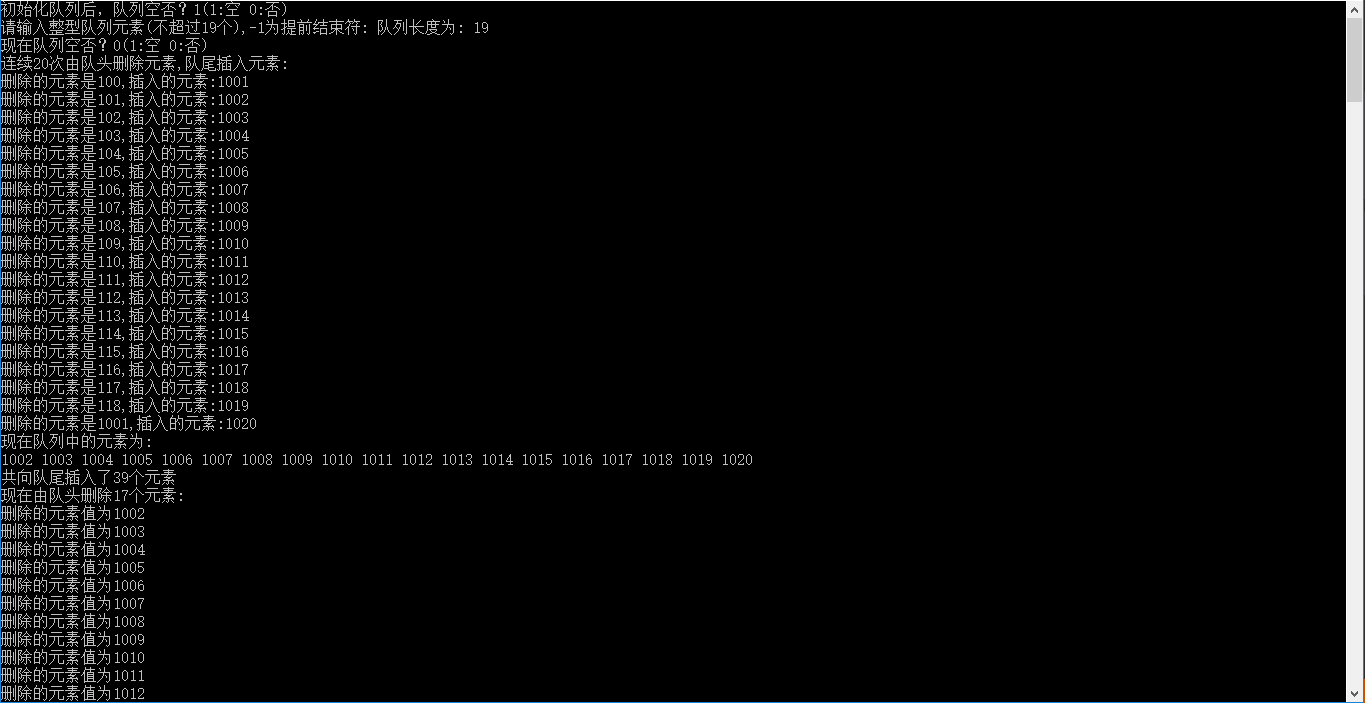 初始化队列后，队列空否？1(1:空 0:否)
请输入整型队列元素(不超过19个),-1为提前结束符: 队列长度为: 19
现在队列空否？0(1:空 0:否)
连续20次由队头删除元素,队尾插入元素:
删除的元素是100,插入的元素:1001
删除的元素是101,插入的元素:1002
删除的元素是102,插入的元素:1003
删除的元素是103,插入的元素:1004
删除的元素是104,插入的元素:1005
删除的元素是105,插入的元素:1006
删除的元素是106,插入的元素:1007
删除的元素是107,插入的元素:1008
删除的元素是108,插入的元素:1009
删除的元素是109,插入的元素:1010
删除的元素是110,插入的元素:1011
删除的元素是111,插入的元素:1012
删除的元素是112,插入的元素:1013
删除的元素是113,插入的元素:1014
删除的元素是114,插入的元素:1015
删除的元素是115,插入的元素:1016
删除的元素是116,插入的元素:1017
删除的元素是117,插入的元素:1018
删除的元素是118,插入的元素:1019
删除的元素是1001,插入的元素:1020
现在队列中的元素为:
1002 1003 1004 1005 1006 1007 1008 1009 1010 1011 1012 1013 1014 1015 1016 1017 1018 1019 1020
共向队尾插入了39个元素
现在由队头删除17个元素:
删除的元素值为1002
删除的元素值为1003
删除的元素值为1004
删除的元素值为1005
删除的元素值为1006
删除的元素值为1007
删除的元素值为1008
删除的元素值为1009
删除的元素值为1010
删除的元素值为1011
删除的元素值为1012